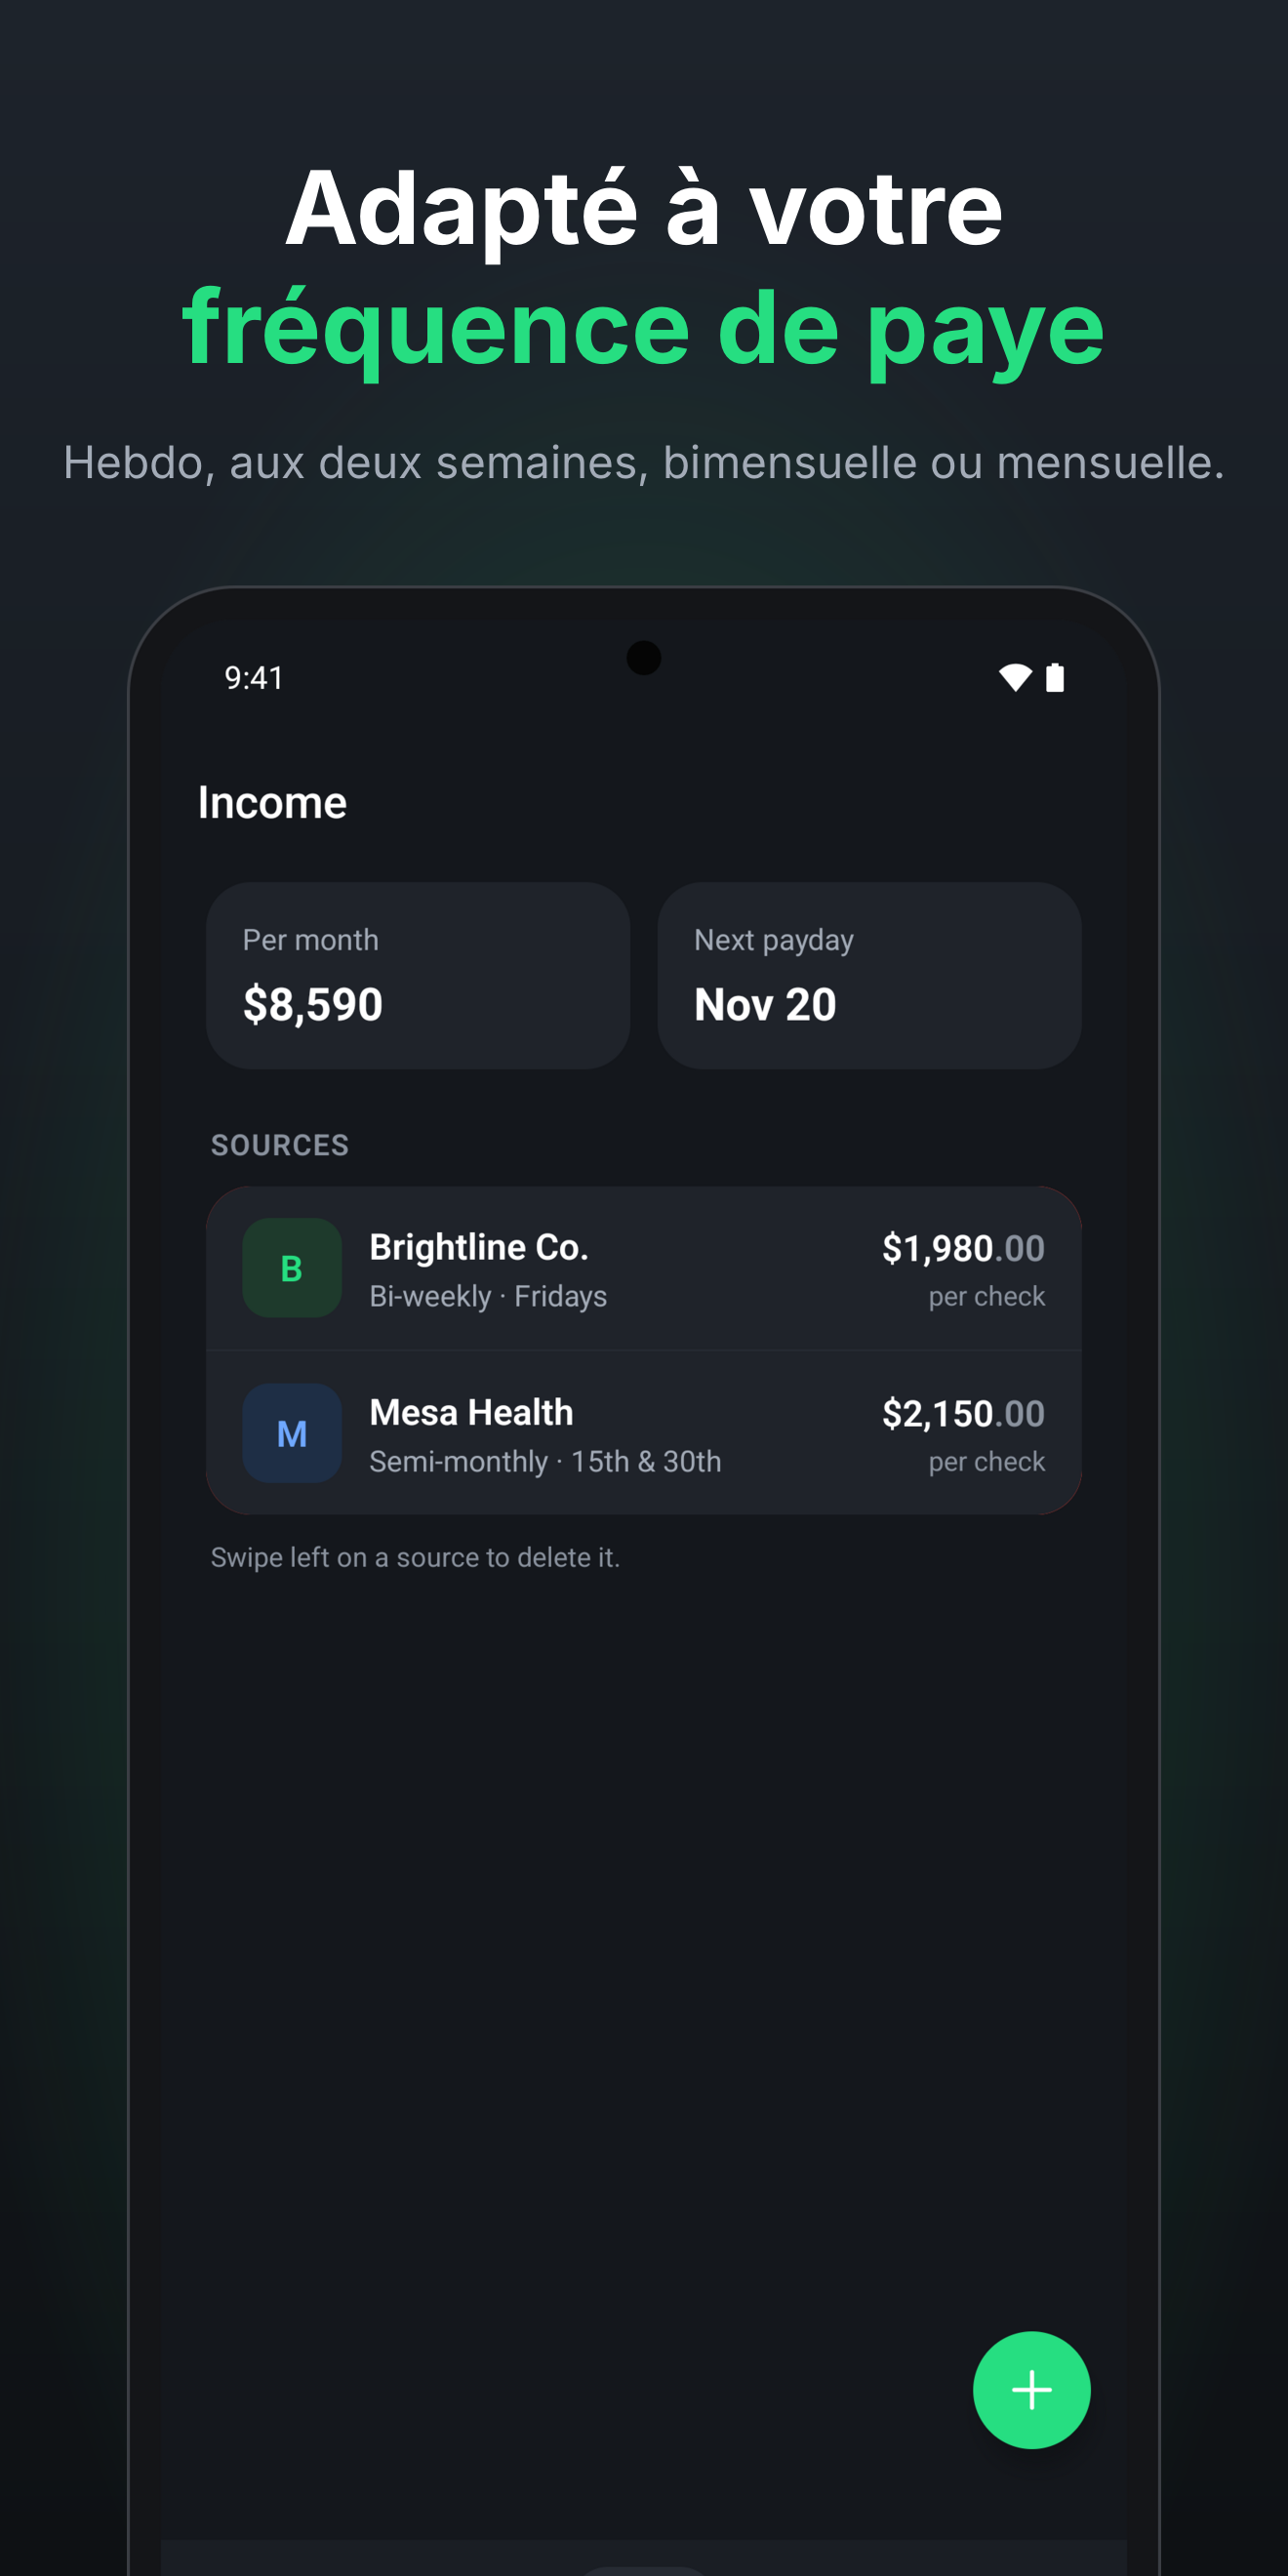 Adapté à votre
fréquence de paye
Hebdo, aux deux semaines, bimensuelle ou mensuelle.
9:41
Income
Per month
$8,590
Next payday
Nov 20
SOURCES
B
Brightline Co.
Bi-weekly · Fridays
$1,980.00
per check
M
Mesa Health
Semi-monthly · 15th & 30th
$2,150.00
per check
Swipe left on a source to delete it.